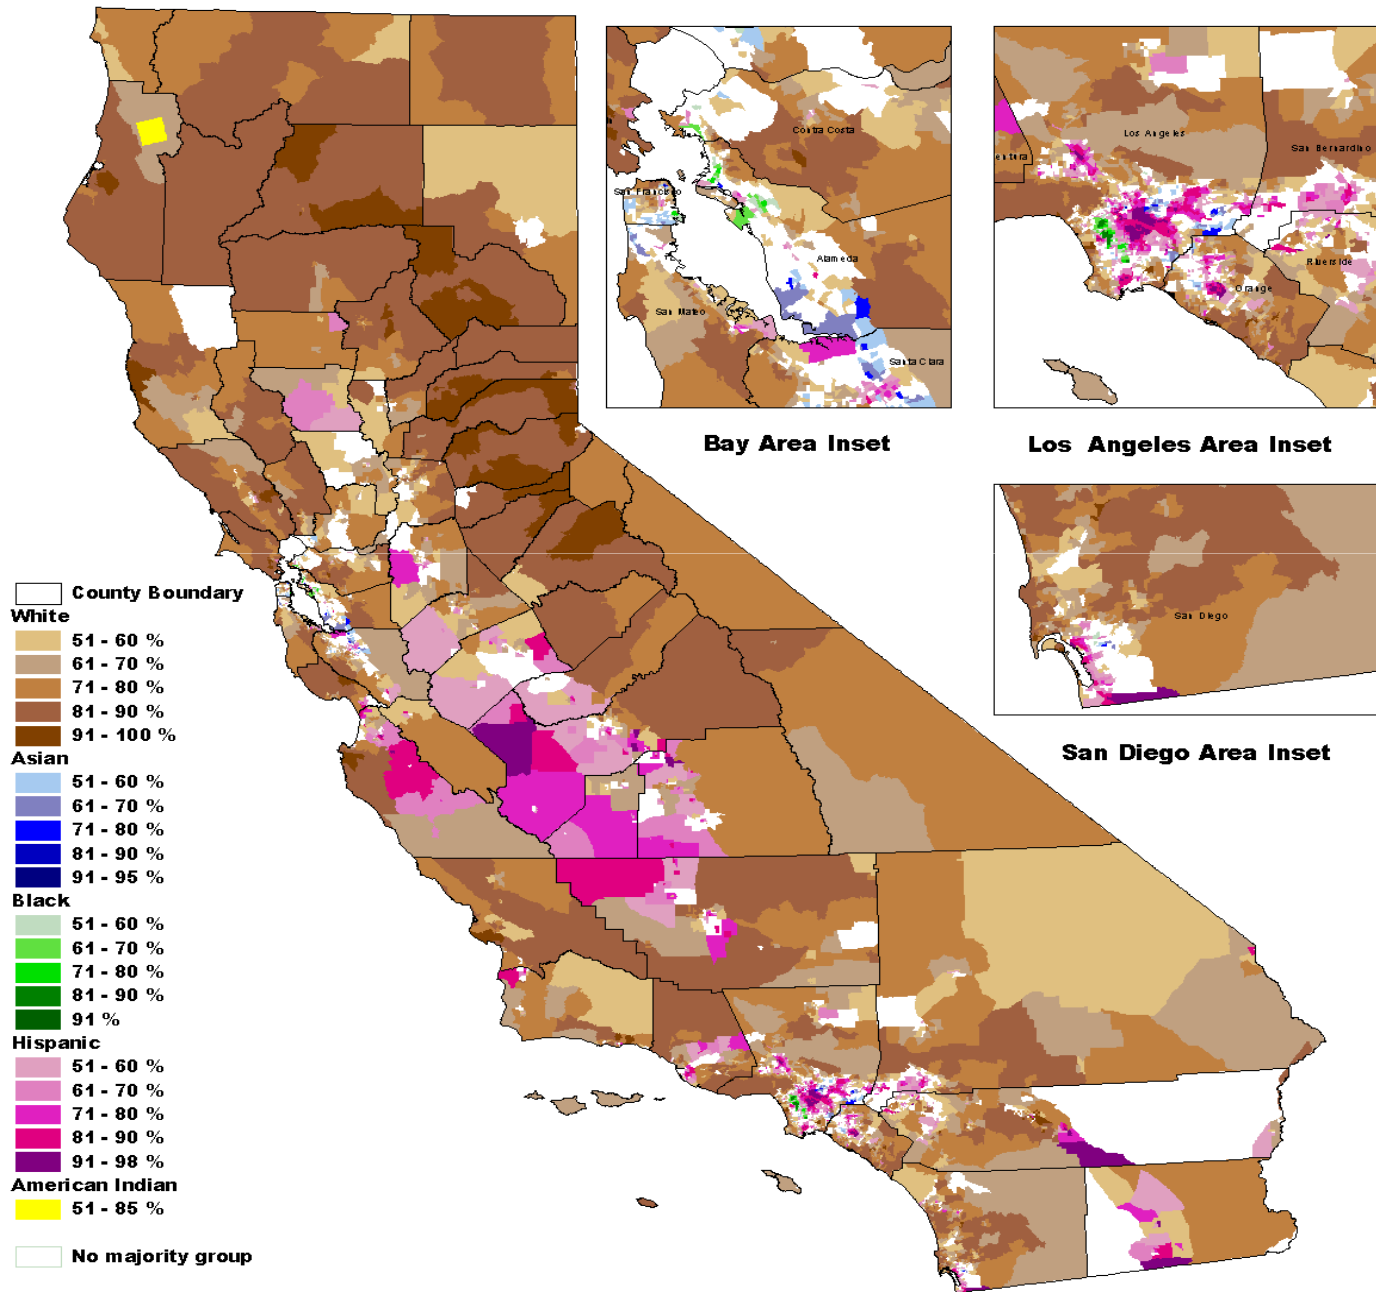 Contra Costa
San Francisco
Alameda
San Mateo
Santa Clara
Bay Area Inset
Los Angeles
entura
San Bernardino
Riverside
Orange
Los Angeles Area Inset
San Diego
San Diego Area Inset
County Boundary
White
51 - 60 %
61 - 70 %
71 - 80 %
81 - 90 %
91 - 100 %
Asian
51 - 60 %
61 - 70 %
71 - 80 %
81 - 90 %
91 - 95 %
Black
51 - 60 %
61 - 70 %
71 - 80 %
81 - 90 %
91 %
Hispanic
51 - 60 %
61 - 70 %
71 - 80 %
81 - 90 %
91 - 98 %
American Indian
51 - 85 %
No majority group